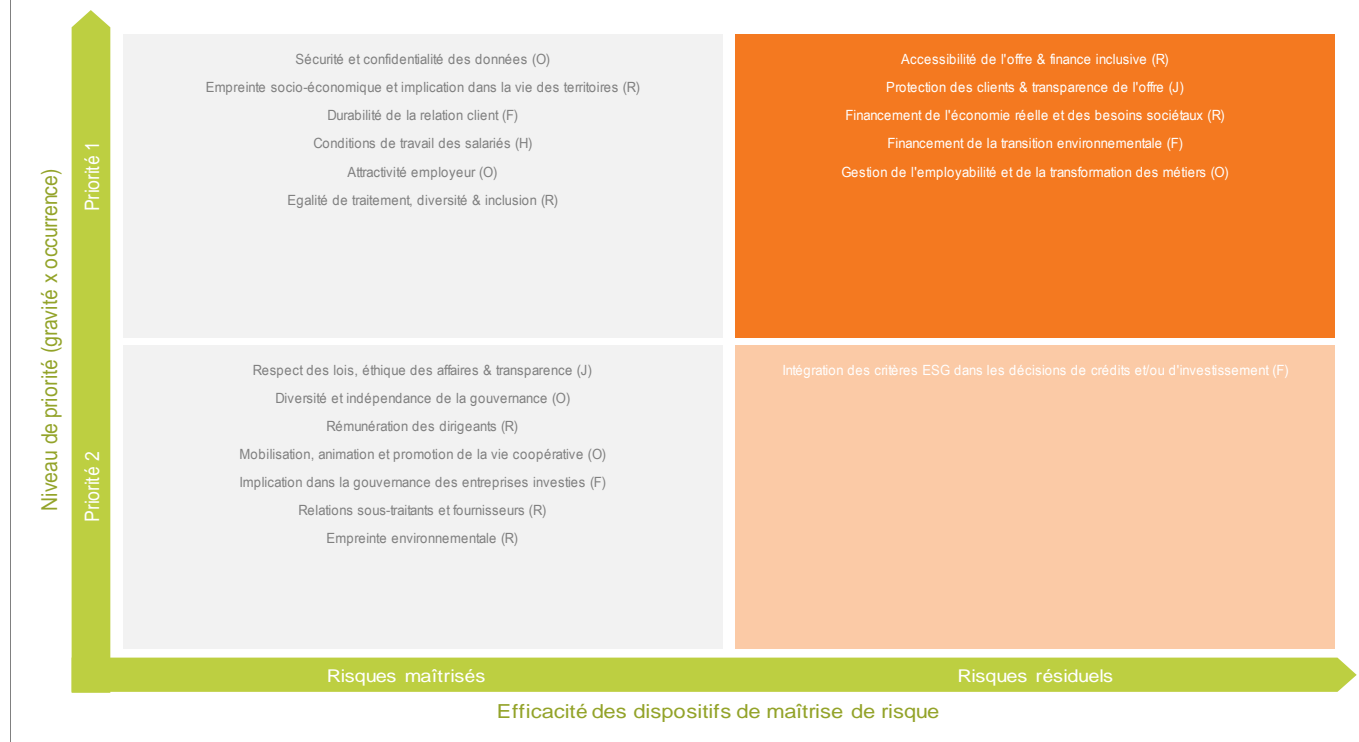 Niveau de priorité (gravité x occurrence)
Priorité 1
Sécurité et confidentialité des données (O)
Empreinte socio-économique et implication dans la vie des territoires (R)
Durabilité de la relation client (F)
Conditions de travail des salariés (H)
Attractivité employeur (O)
Egalité de traitement, diversité & inclusion (R)
Accessibilité de l'offre & finance inclusive (R)
Protection des clients & transparence de l'offre (J)
Financement de l'économie réelle et des besoins sociétaux (R)
Financement de la transition environnementale (F)
Gestion de l'employabilité et de la transformation des métiers (O)
Priorité 2
Respect des lois, éthique des affaires & transparence (J)
Diversité et indépendance de la gouvernance (O)
Rémunération des dirigeants (R)
Mobilisation, animation et promotion de la vie coopérative (O)
Implication dans la gouvernance des entreprises investies (F)
Relations sous-traitants et fournisseurs (R)
Empreinte environnementale (R)
Intégration des critères ESG dans les décisions de crédits et/ou d'investissement (F)
Risques maîtrisés
Risques résiduels
Efficacité des dispositifs de maîtrise de risque